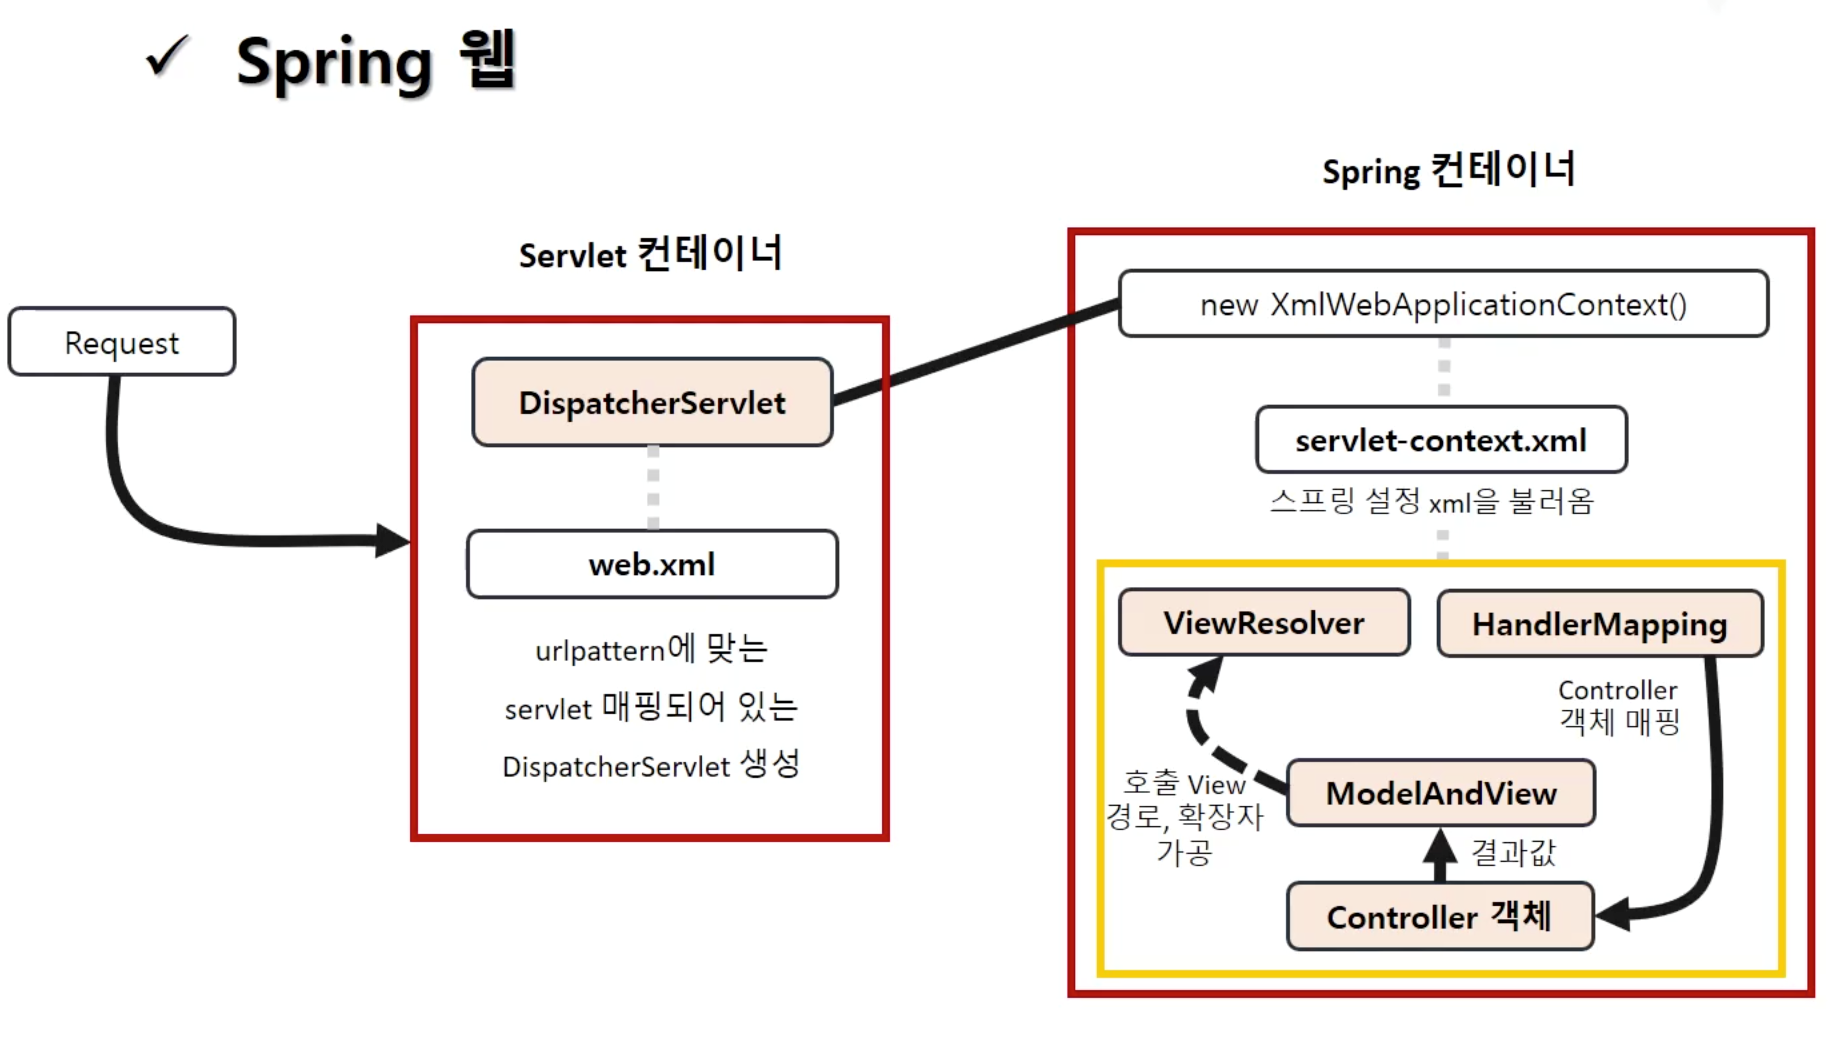 ✓ Spring 웹
Spring 컨테이너
Servlet 컨테이너
Request
DispatcherServlet
web.xml
urlpattern에 맞는
servlet 매핑되어 있는
DispatcherServlet 생성
new XmlWebApplicationContext()
servlet-context.xml
스프링 설정 xml을 불러옴
ViewResolver
HandlerMapping
Controller
객체 매핑
호출 View
경로, 확장자
가공
ModelAndView
결과값
Controller 객체